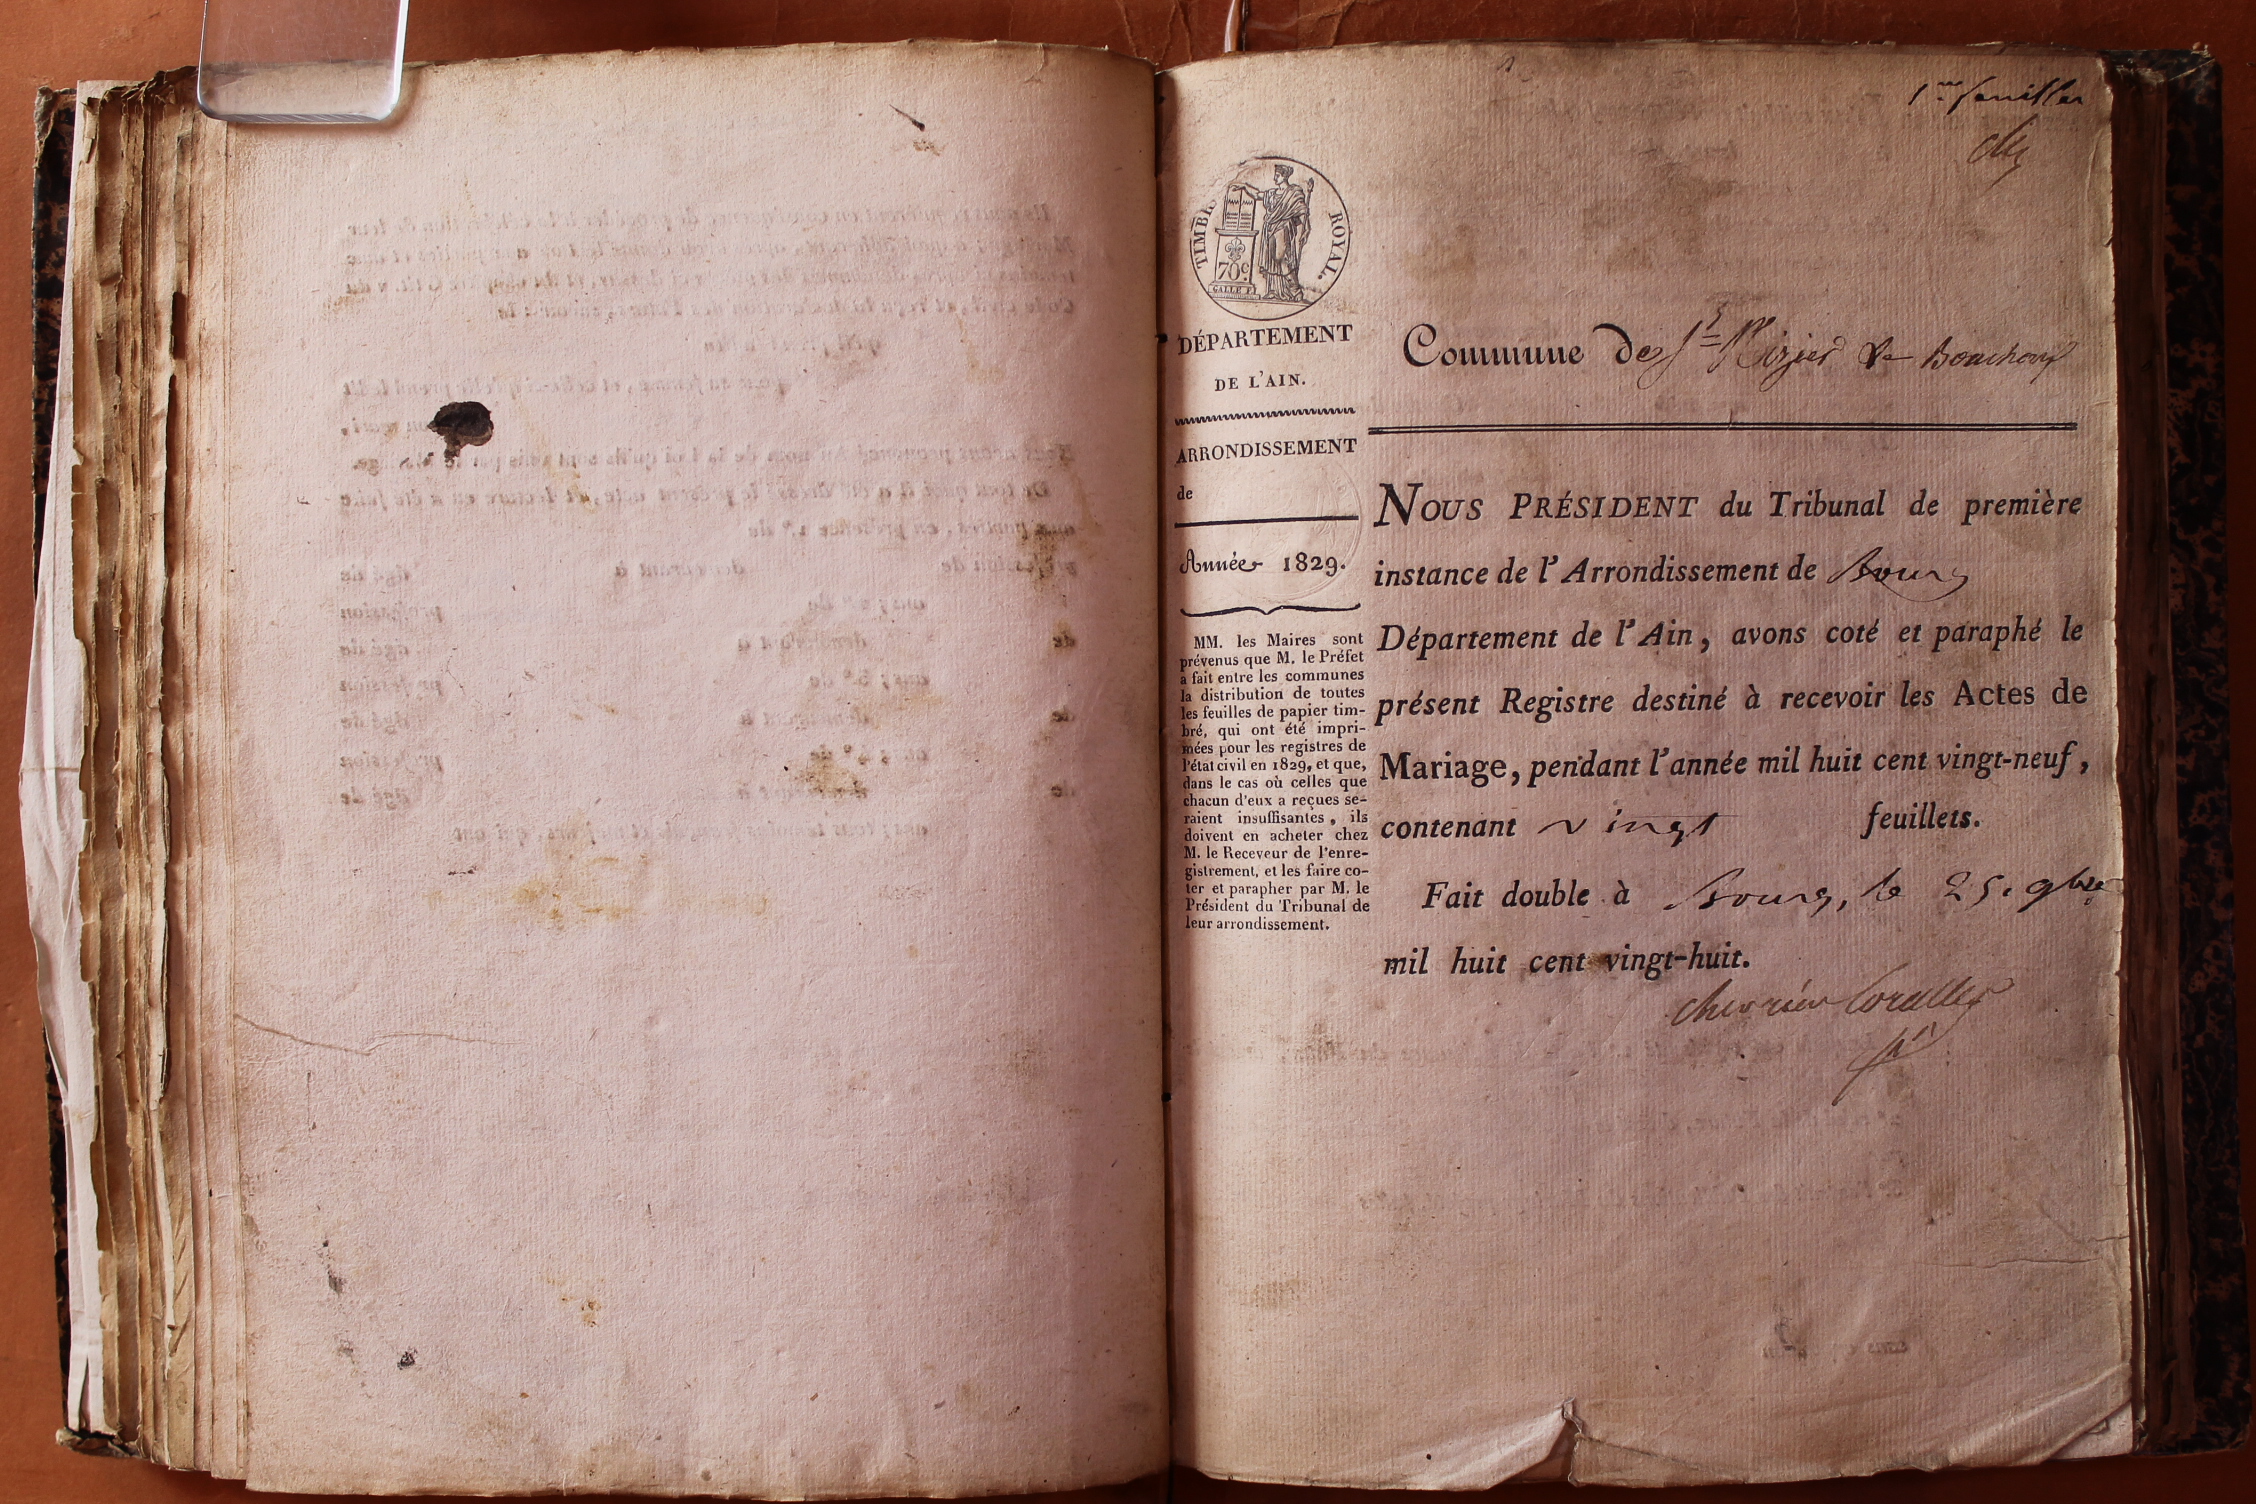 1.er feuillet
TIMBRE ROYAL.
70 c.
GALLE F.
DÉPARTEMENT
DE L'AIN.
ARRONDISSEMENT
de
Année 1829.
MM. les Maires sont
prévenus que M. le Préfet
a fait entre les communes
la distribution de toutes
les feuilles de papier tim-
bré, qui ont été impri-
mées pour les registres de
l'état civil en 1829, et que,
dans le cas où celles que
chacun d'eux a reçues se-
raient insuffisantes, ils
doivent en acheter chez
M. le Receveur de l'enre-
gistrement, et les faire co-
ter et parapher par M. le
Président du Tribunal de
leur arrondissement.
Commune de St Nizier le Bouchoux
NOUS PRÉSIDENT du Tribunal de première
instance de l'Arrondissement de Bourg
Département de l'Ain, avons coté et paraphé le
présent Registre destiné à recevoir les Actes de
Mariage, pendant l'année mil huit cent vingt-neuf,
contenant vingt feuillets.
Fait double à Bourg, le 25. 9bre
mil huit cent vingt-huit.